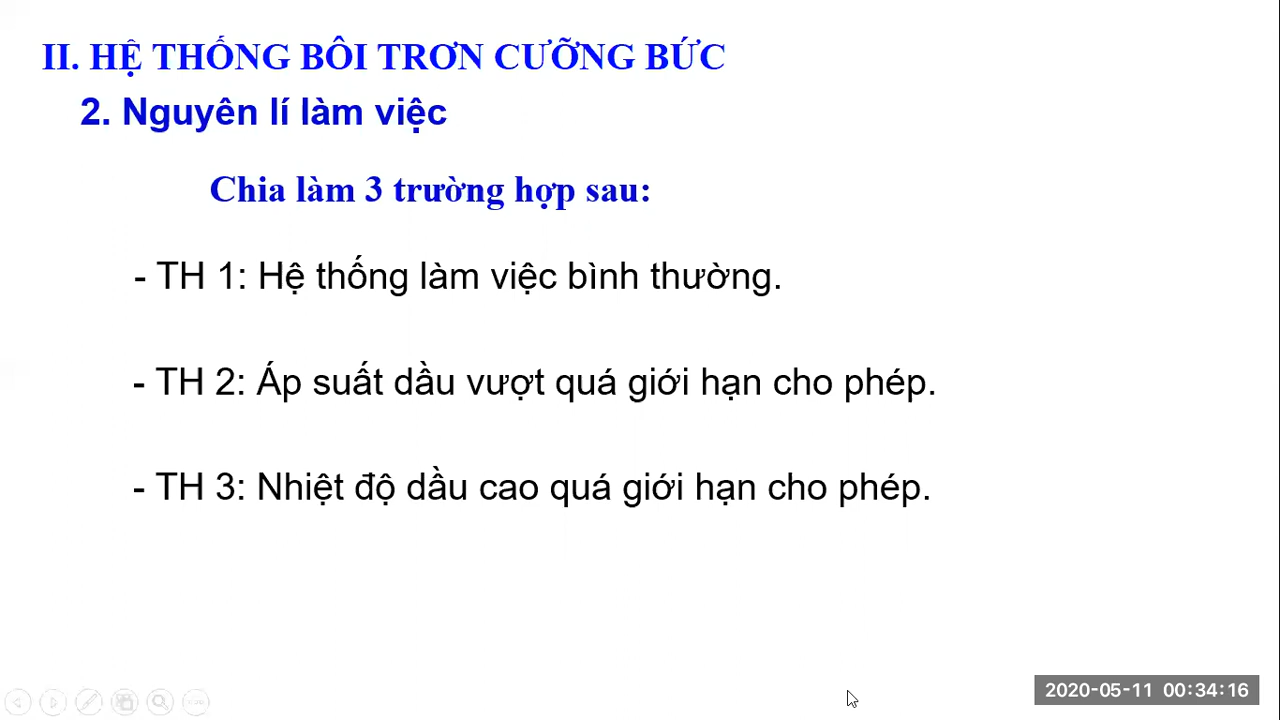 II. HỆ THỐNG BÔI TRƠN CƯỠNG BỨC
2. Nguyên lí làm việc
Chia làm 3 trường hợp sau:
- TH 1: Hệ thống làm việc bình thường.
- TH 2: Áp suất dầu vượt quá giới hạn cho phép.
- TH 3: Nhiệt độ dầu cao quá giới hạn cho phép.
2020-05-11 00:34:16